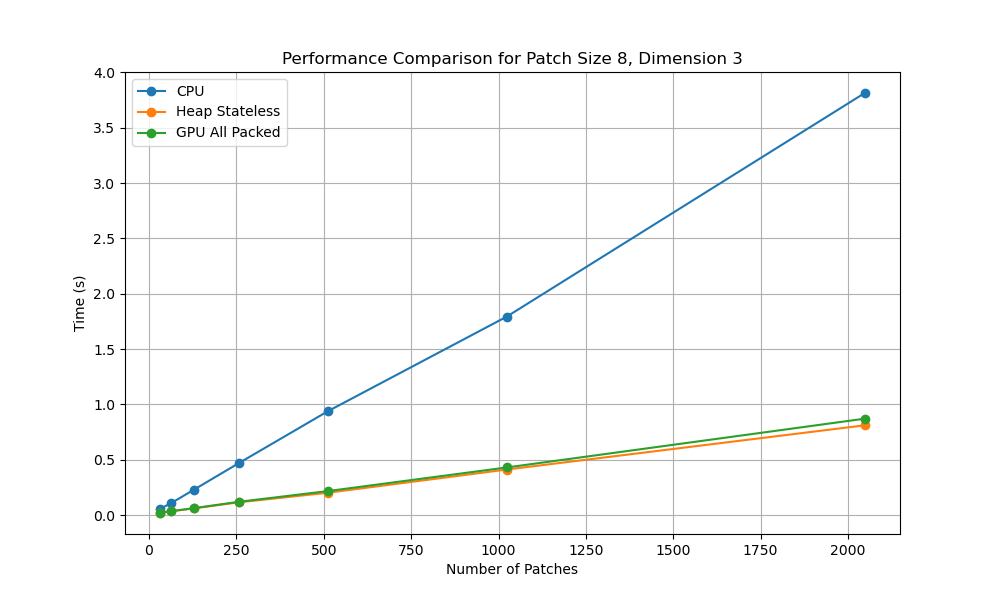 Performance Comparison for Patch Size 8, Dimension 3
CPU
Heap Stateless
GPU All Packed
4.0
3.5
3.0
2.5
2.0
1.5
1.0
0.5
0.0
Time (s)
0 250 500 750 1000 1250 1500 1750 2000
Number of Patches